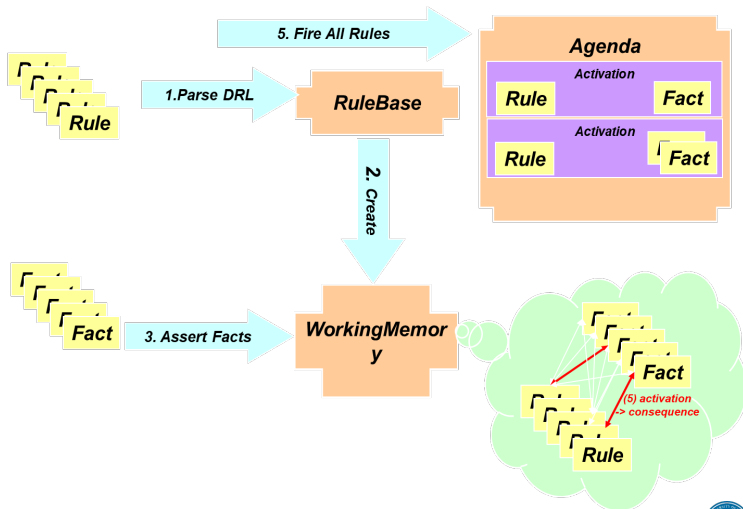 5. Fire All Rules
Agenda
Activation
Rule
Fact
Activation
Rule
Fact
1.Parse DRL
RuleBase
Rule
2. Create
Fact
3. Assert Facts
WorkingMemor
y
Fact
(5) activation
-> consequence
Rule